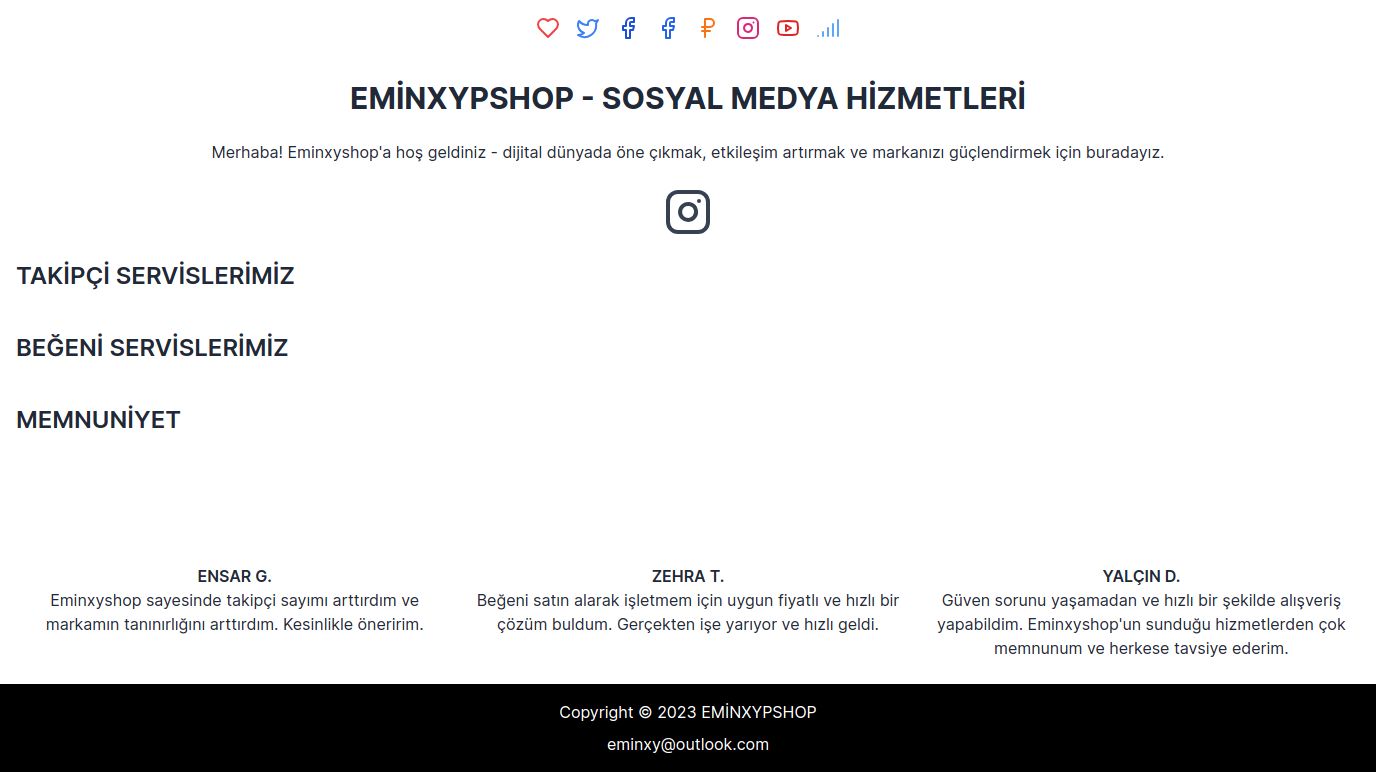 EMİNXYPSHOP - SOSYAL MEDYA HİZMETLERİ
Merhaba! Eminxyshop'a hoş geldiniz - dijital dünyada öne çıkmak, etkileşim artırmak ve markanızı güçlendirmek için buradayız.
TAKİPÇİ SERVİSLERİMİZ
BEĞENİ SERVİSLERİMİZ
MEMNUNİYET
ENSAR G.
Eminxyshop sayesinde takipçi sayımı arttırdım ve
markamın tanınırlığını arttırdım. Kesinlikle öneririm.
ZEHRA T.
Beğeni satın alarak işletmem için uygun fiyatlı ve hızlı bir
çözüm buldum. Gerçekten işe yarıyor ve hızlı geldi.
YALÇIN D.
Güven sorunu yaşamadan ve hızlı bir şekilde alışveriş
yapabildim. Eminxyshop'un sunduğu hizmetlerden çok
memnunum ve herkese tavsiye ederim.
Copyright © 2023 EMİNXYPSHOP
eminxy@outlook.com